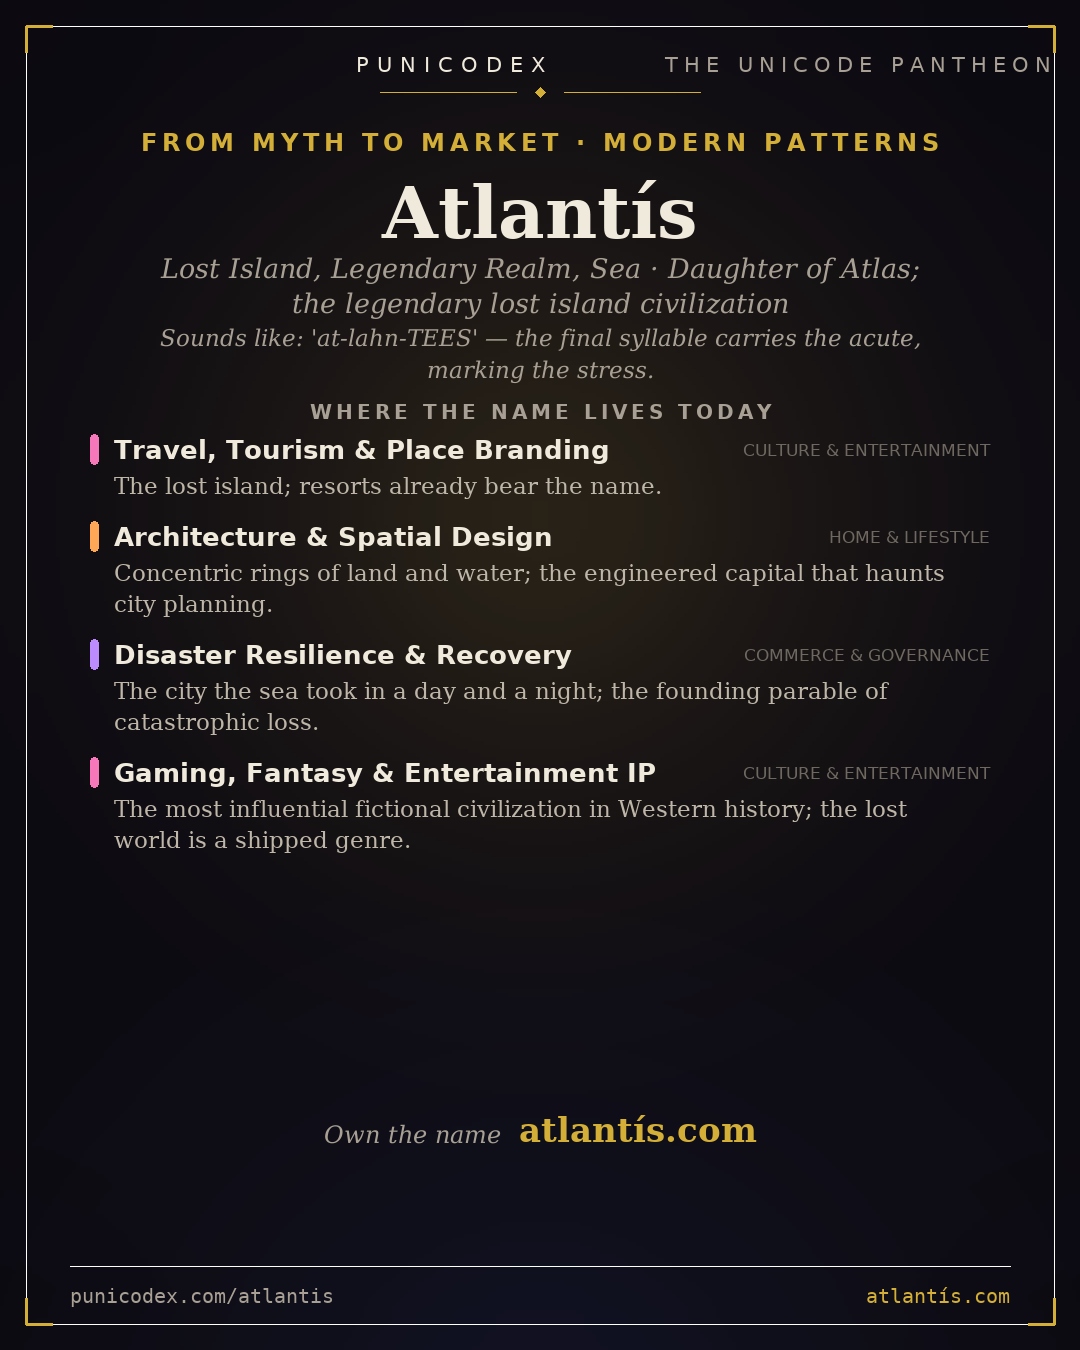 PUNICODEX THE UNICODE PANTHEON
FROM MYTH TO MARKET · MODERN PATTERNS
Atlantís
Lost Island, Legendary Realm, Sea · Daughter of Atlas;
the legendary lost island civilization
Sounds like: 'at-lahn-TEES' — the final syllable carries the acute,
marking the stress.
WHERE THE NAME LIVES TODAY
Travel, Tourism & Place Branding CULTURE & ENTERTAINMENT
The lost island; resorts already bear the name.
Architecture & Spatial Design HOME & LIFESTYLE
Concentric rings of land and water; the engineered capital that haunts
city planning.
Disaster Resilience & Recovery COMMERCE & GOVERNANCE
The city the sea took in a day and a night; the founding parable of
catastrophic loss.
Gaming, Fantasy & Entertainment IP CULTURE & ENTERTAINMENT
The most influential fictional civilization in Western history; the lost
world is a shipped genre.
Own the name atlantís.com
punicodex.com/atlantis atlantís.com